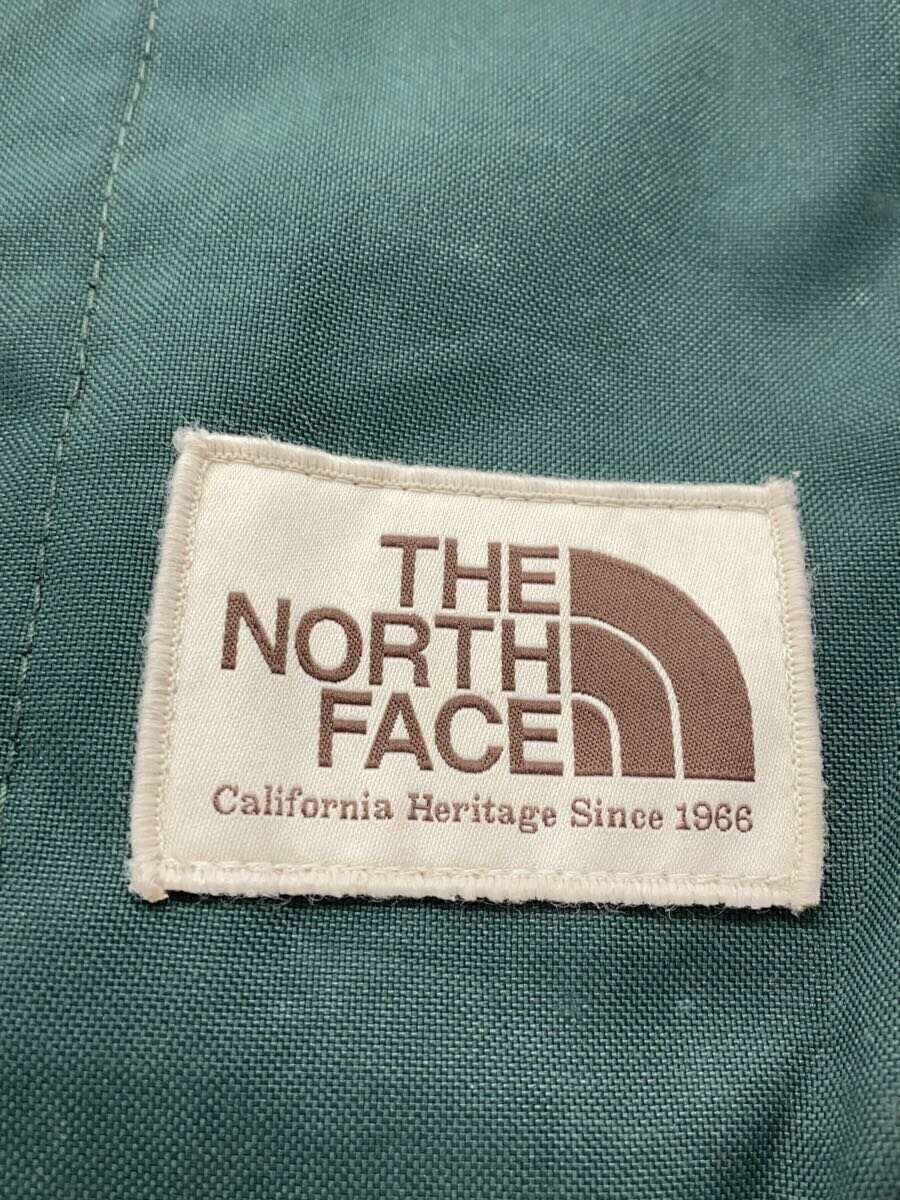 THE
NORTH
FACE
California Heritage Since 1966